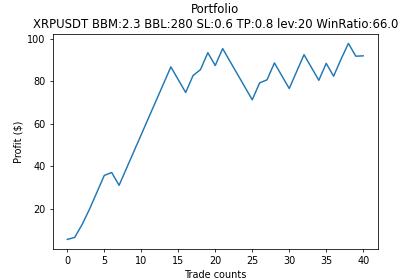 Portfolio
XRPUSDT BBM:2.3 BBL:280 SL:0.6 TP:0.8 lev:20 WinRatio:66.0
100
80
60
40
20
Profit ($)
0 5 10 15 20 25 30 35 40
Trade counts